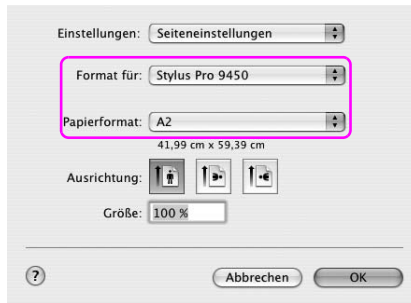 Einstellungen: Seiteneinstellungen
Format für: Stylus Pro 9450
Papierformat: A2
41,99 cm x 59,39 cm
Ausrichtung:
Größe: 100 %
? Abbrechen OK